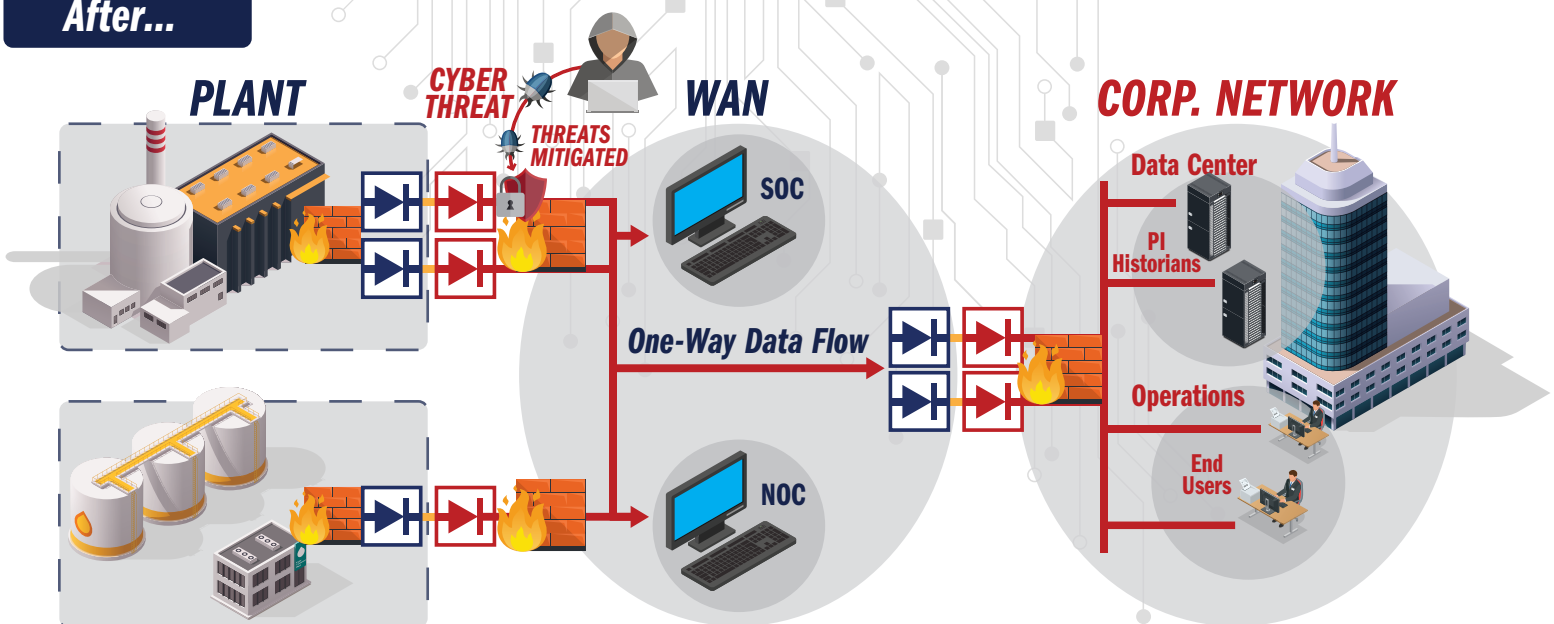 After...
PLANT
CYBER
THREAT
THREATS
MITIGATED
WAN
SOC
One-Way Data Flow
NOC
CORP. NETWORK
Data Center
PI
Historians
Operations
End
Users